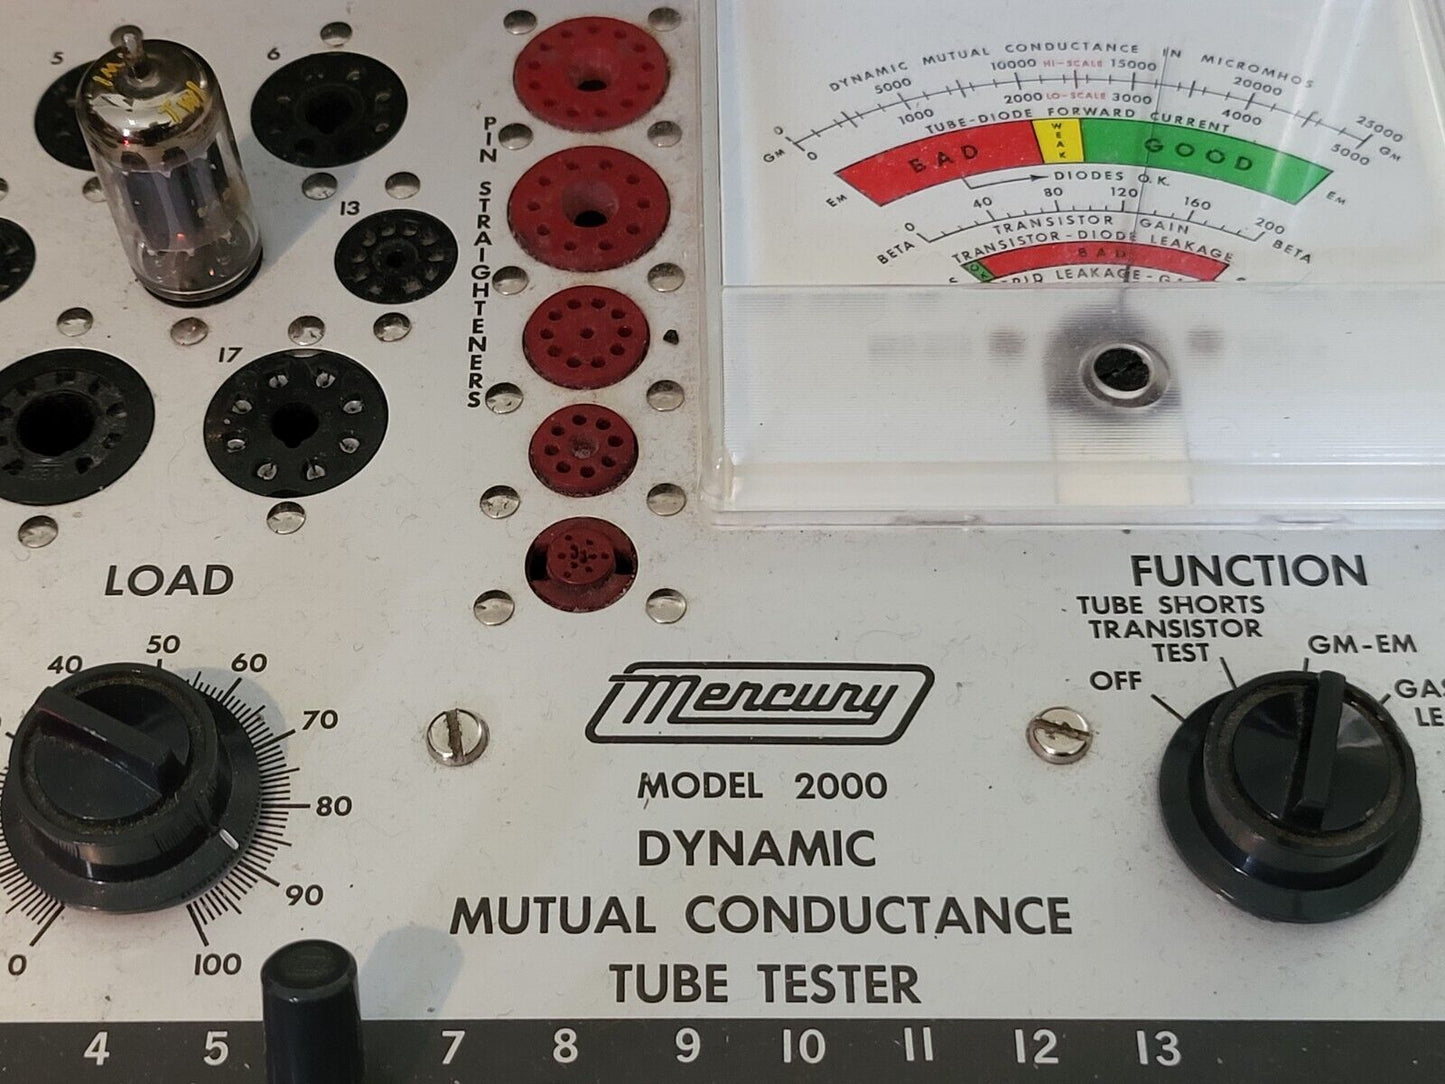 5
6
13
17
PIN STRAIGHTENERS
DYNAMIC MUTUAL CONDUCTANCE IN MICROMHOS
0 5000 10000 HI-SCALE 15000 20000 25000
GM 0 1000 2000 LO-SCALE 3000 4000 5000 GM
TUBE-DIODE FORWARD CURRENT
EM BAD WEAK GOOD EM
DIODES O.K.
BETA 0 40 80 120 160 200 BETA
TRANSISTOR GAIN
TRANSISTOR-DIODE LEAKAGE
OK BAD
LEAKAGE-
LOAD
0 40 50 60 70 80 90 100
FUNCTION
OFF
TUBE SHORTS
TRANSISTOR
TEST
GM-EM
GAS
LE
Mercury
MODEL 2000
DYNAMIC
MUTUAL CONDUCTANCE
TUBE TESTER
4 5 7 8 9 10 11 12 13